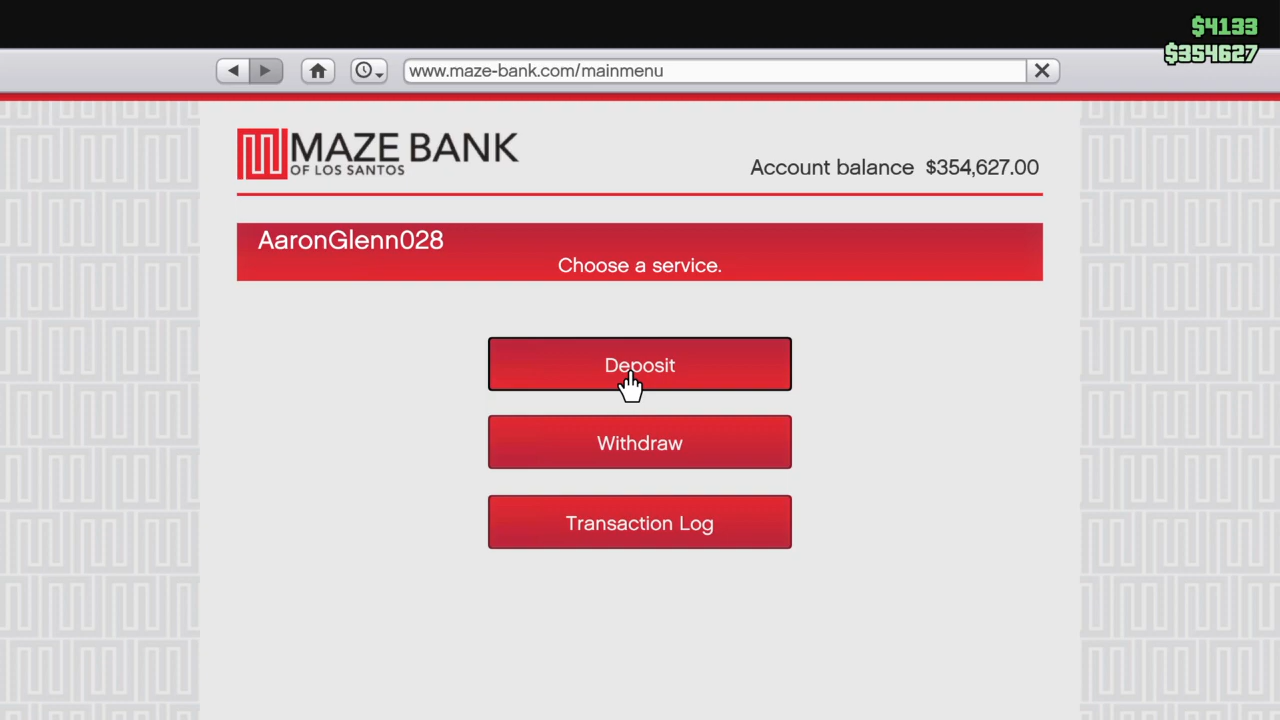 $4133
$354627
www.maze-bank.com/mainmenu
MAZE BANK
OF LOS SANTOS
Account balance $354,627.00
AaronGlenn028
Choose a service.
Deposit
Withdraw
Transaction Log